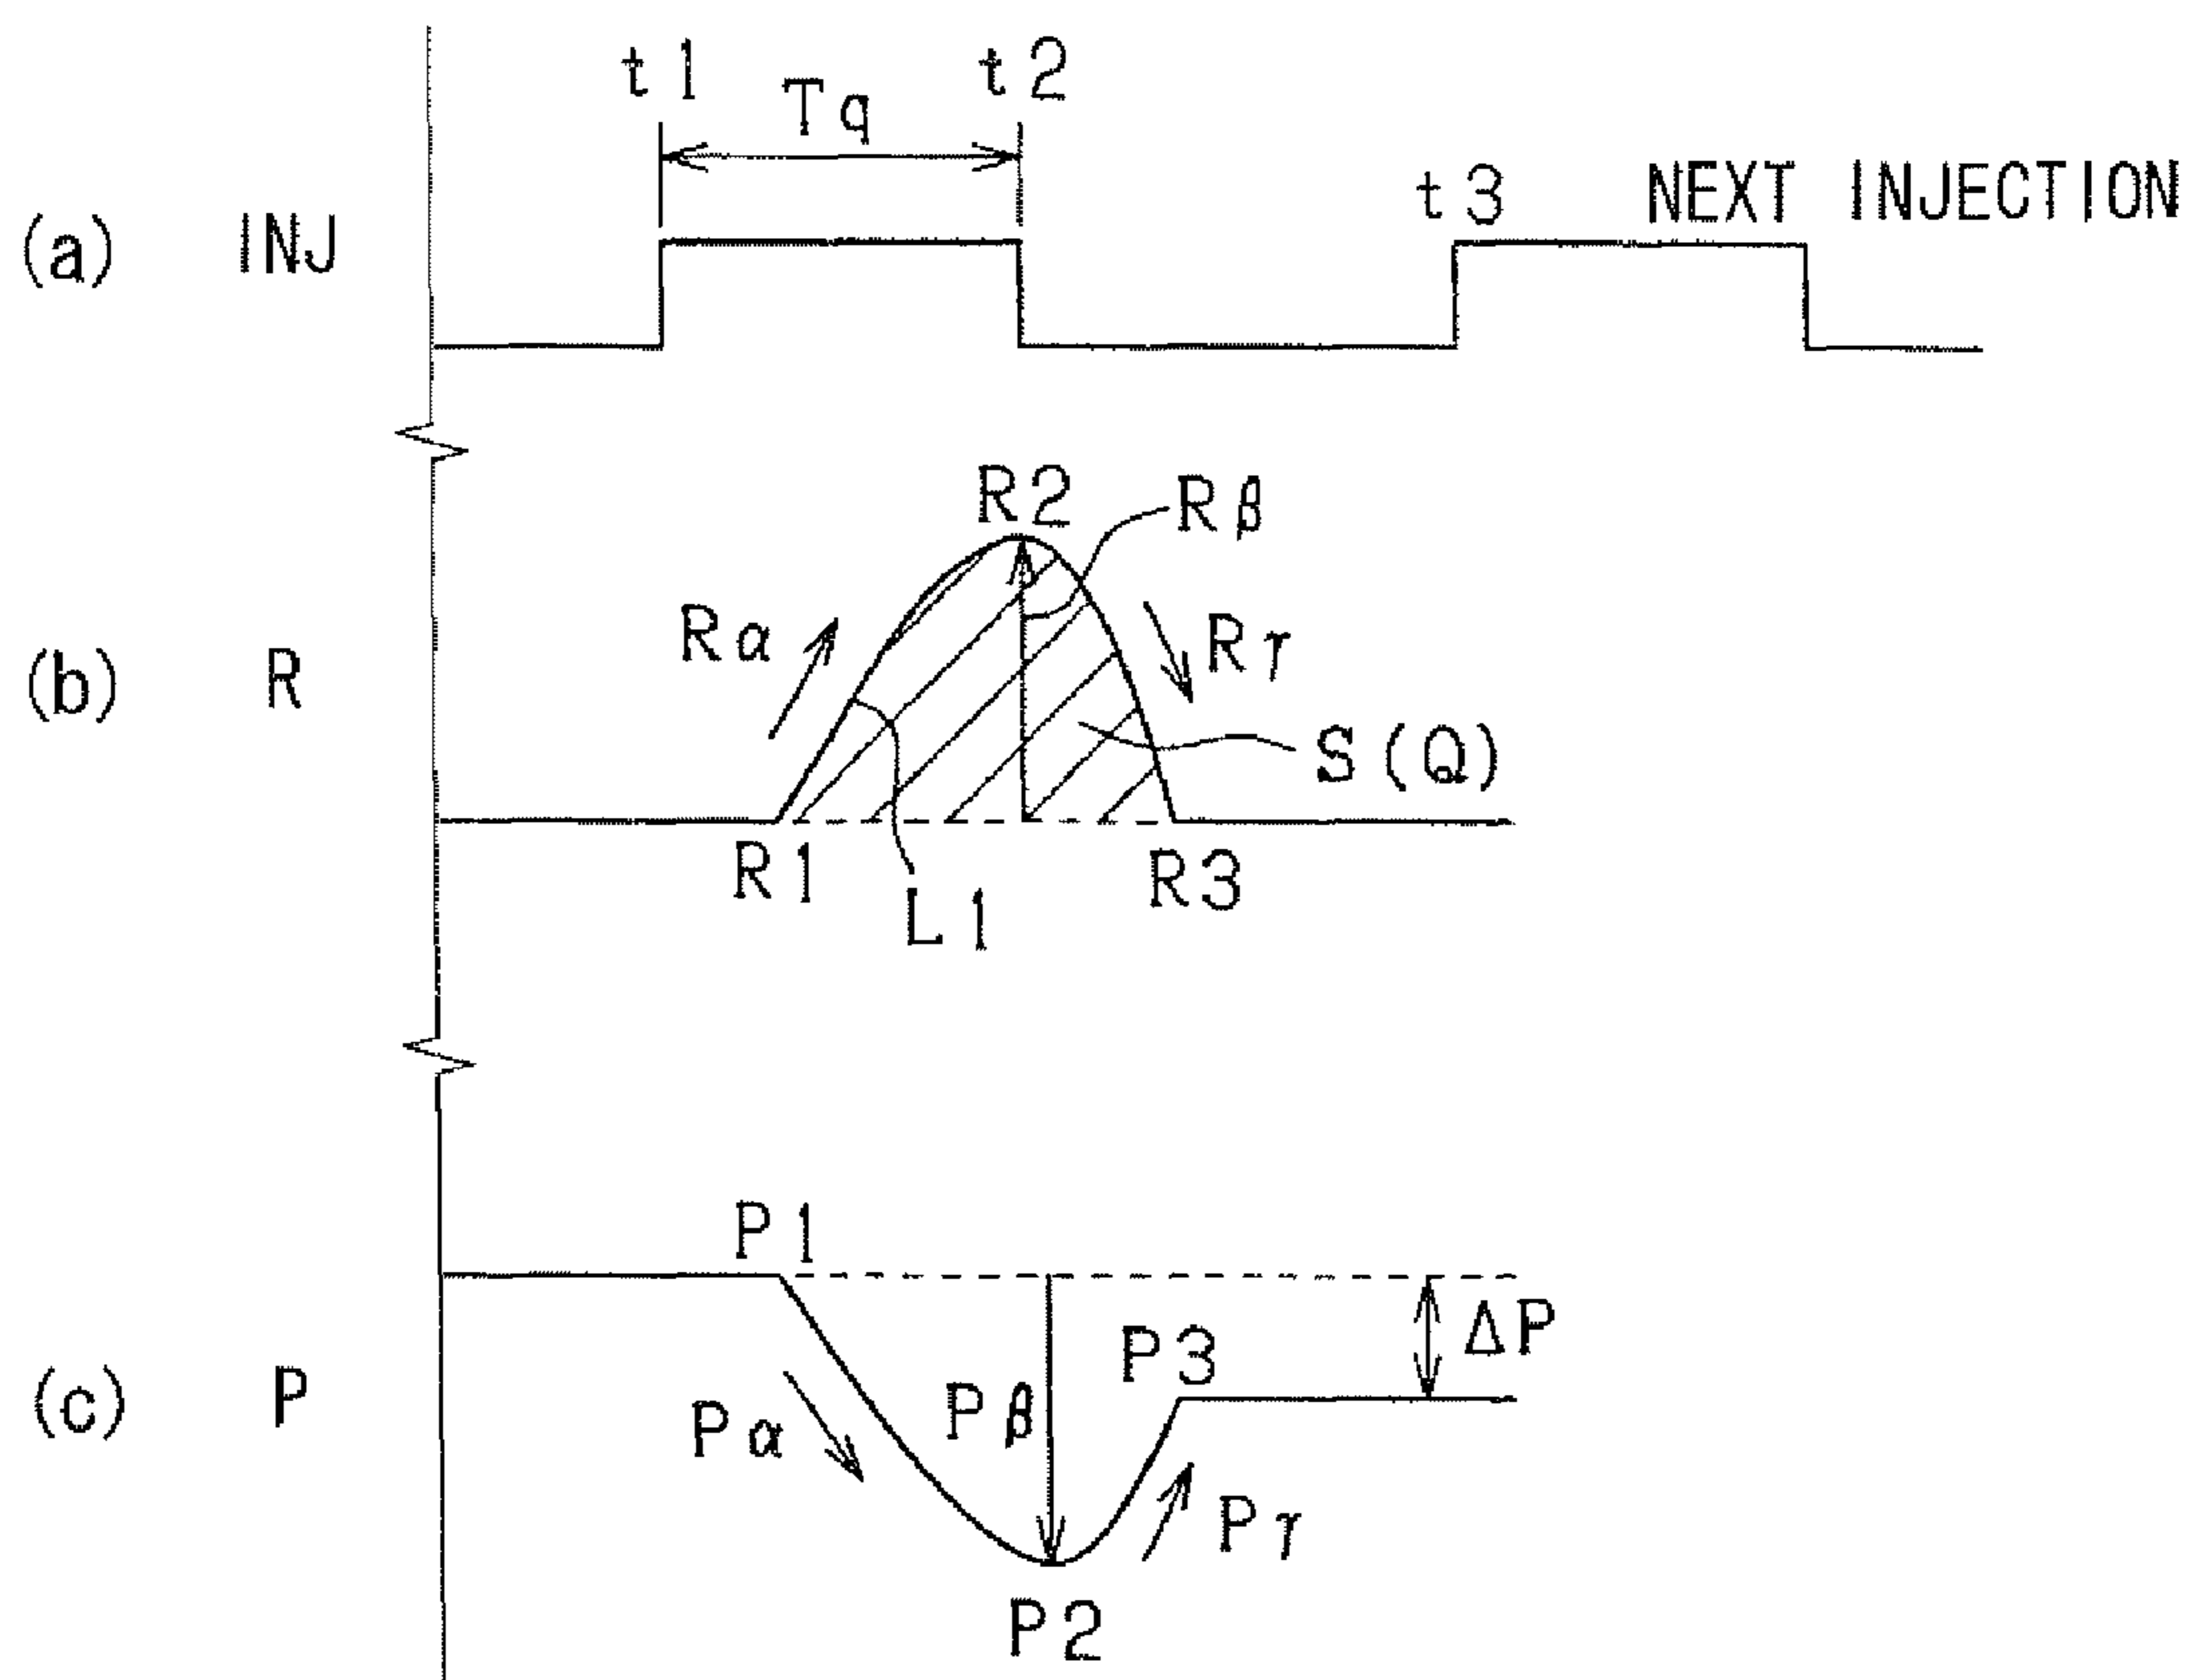 t1 Tq t2
(a) INJ t3 NEXT INJECTION
R2 Rβ
(b) R Rα Rγ
S(Q)
R1 R3
L1
P1
ΔP
P3
(c) P Pα Pβ
Pγ
P2